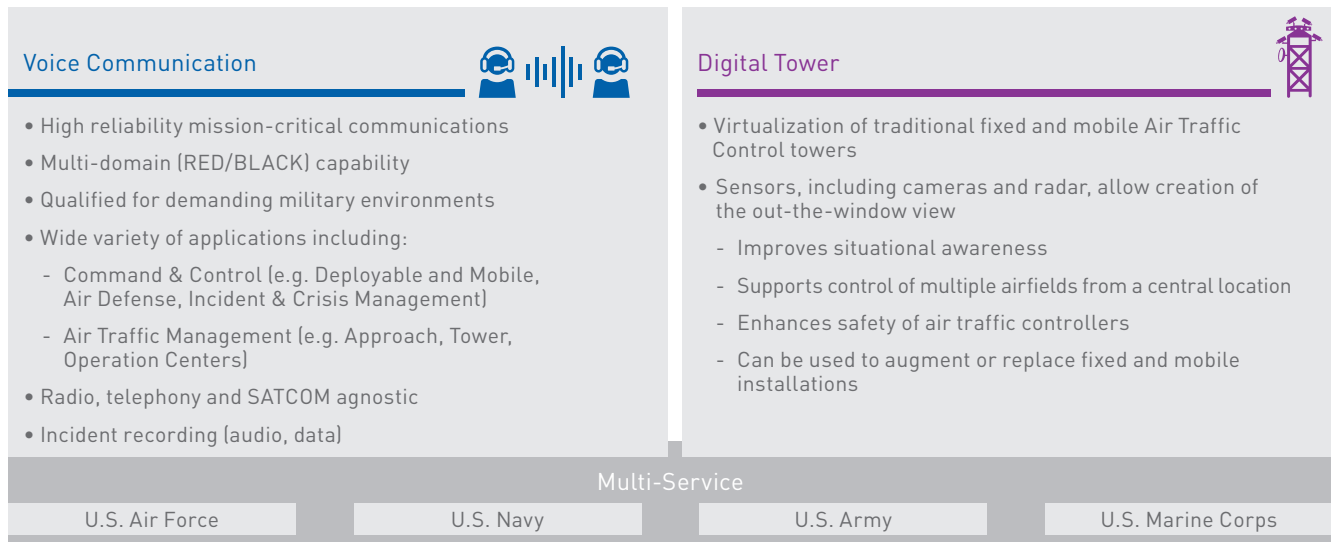 Voice Communication
• High reliability mission-critical communications
• Multi-domain (RED/BLACK) capability
• Qualified for demanding military environments
• Wide variety of applications including:
- Command & Control (e.g. Deployable and Mobile,
Air Defense, Incident & Crisis Management)
- Air Traffic Management (e.g. Approach, Tower,
Operation Centers)
• Radio, telephony and SATCOM agnostic
• Incident recording (audio, data)
Digital Tower
• Virtualization of traditional fixed and mobile Air Traffic
Control towers
• Sensors, including cameras and radar, allow creation of
the out-the-window view
- Improves situational awareness
- Supports control of multiple airfields from a central location
- Enhances safety of air traffic controllers
- Can be used to augment or replace fixed and mobile
installations
Multi-Service
U.S. Air Force
U.S. Navy
U.S. Army
U.S. Marine Corps